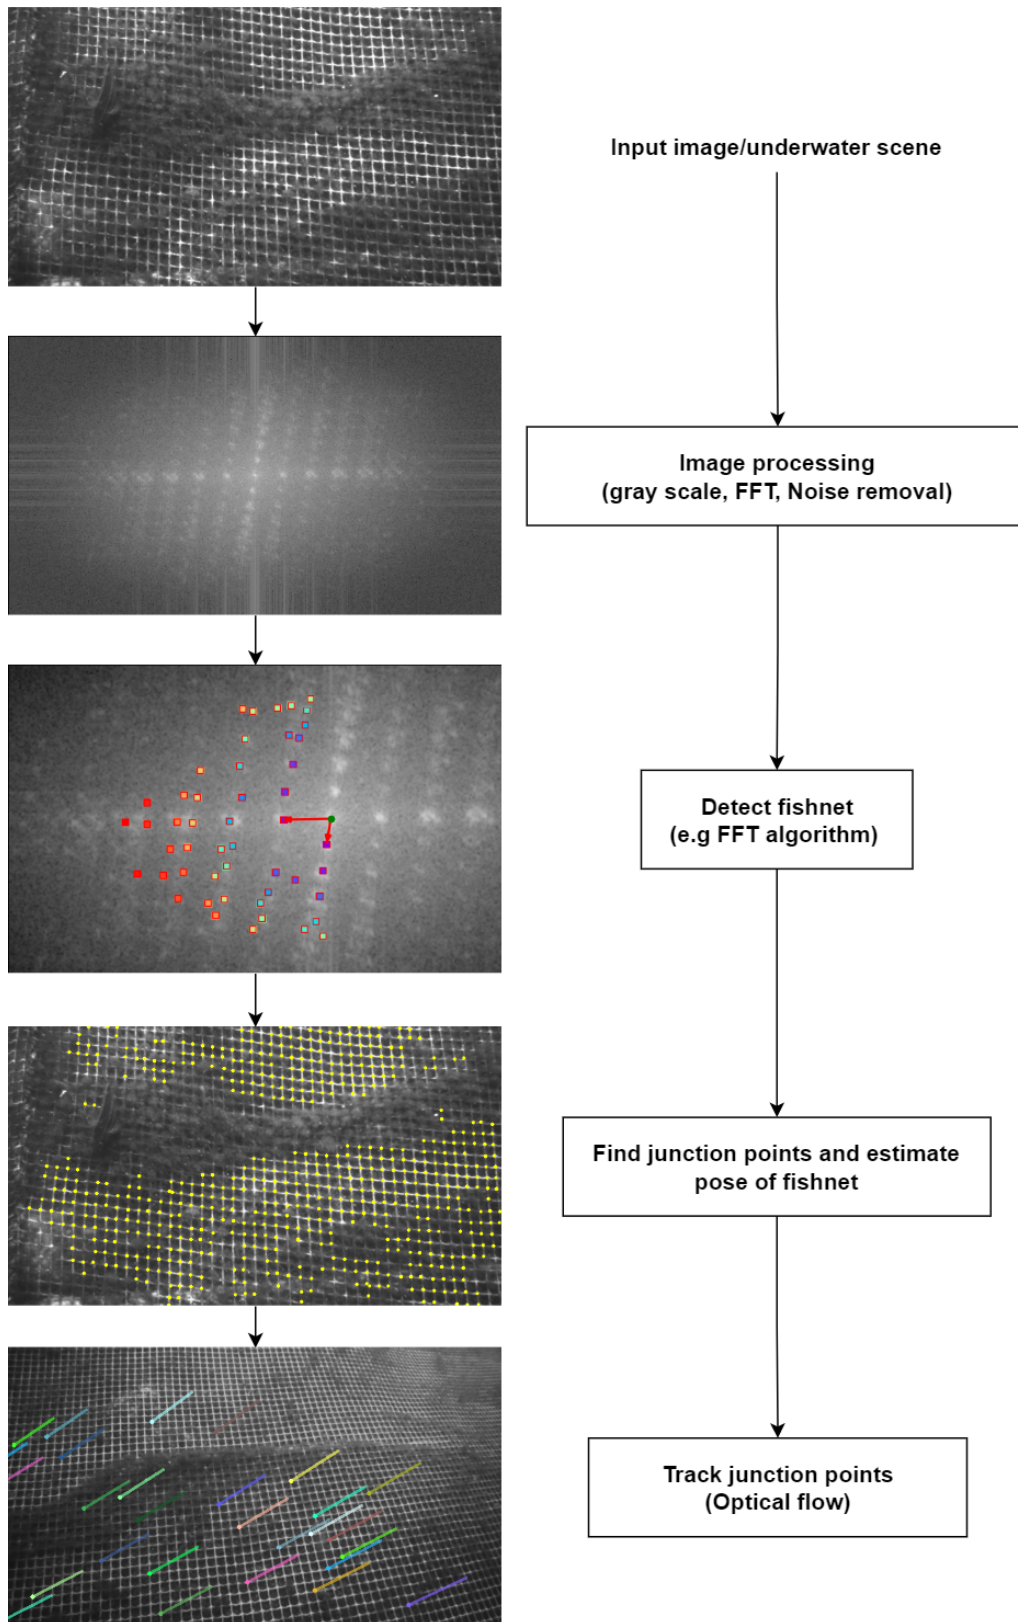 Input image/underwater scene
Image processing
(gray scale, FFT, Noise removal)
Detect fishnet
(e.g FFT algorithm)
Find junction points and estimate
pose of fishnet
Track junction points
(Optical flow)